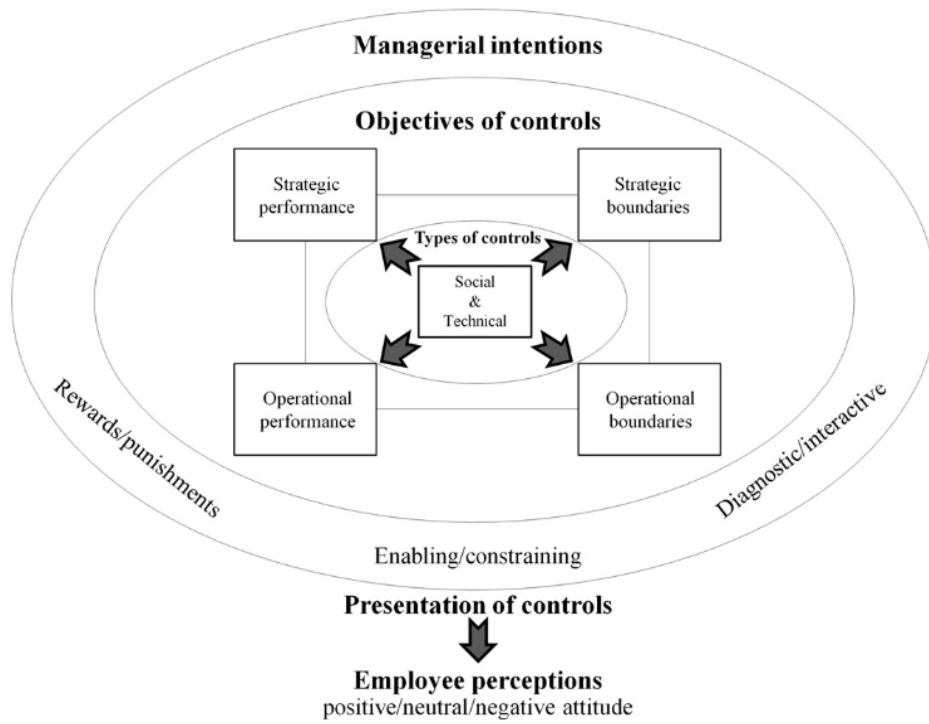 Managerial intentions
Objectives of controls
Strategic
performance
Strategic
boundaries
Types of controls
Social
&
Technical
Operational
performance
Operational
boundaries
Rewards/punishments
Diagnostic/interactive
Enabling/constraining
Presentation of controls
Employee perceptions
positive/neutral/negative attitude